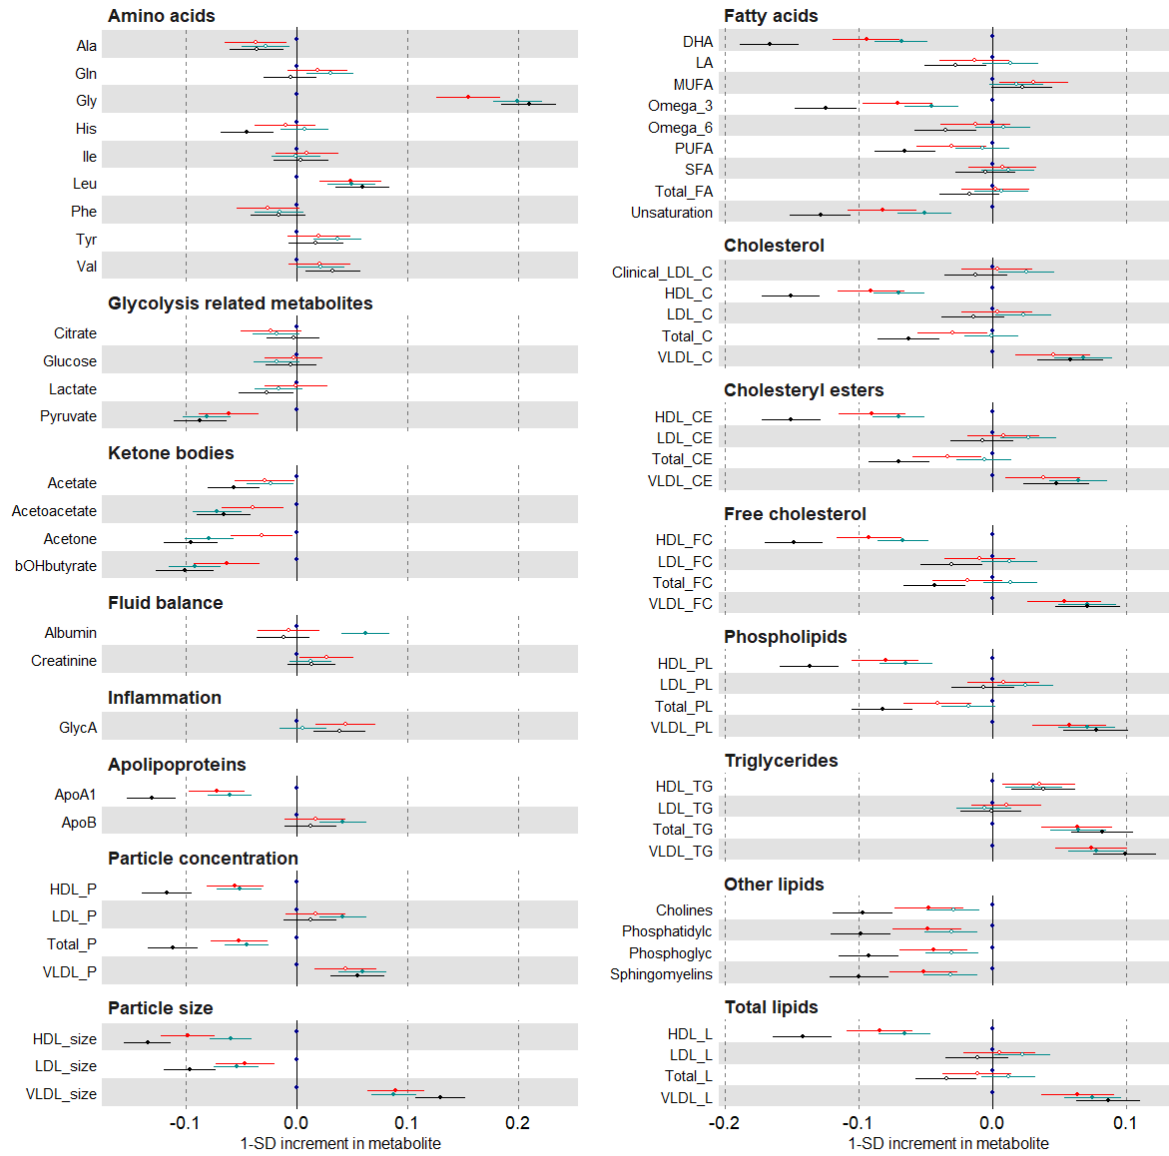 Amino acids
Ala
Gln
Gly
His
Ile
Leu
Phe
Tyr
Val
Glycolysis related metabolites
Citrate
Glucose
Lactate
Pyruvate
Ketone bodies
Acetate
Acetoacetate
Acetone
bOHbutyrate
Fluid balance
Albumin
Creatinine
Inflammation
GlycA
Apolipoproteins
ApoA1
ApoB
Particle concentration
HDL_P
LDL_P
Total_P
VLDL_P
Particle size
HDL_size
LDL_size
VLDL_size
-0.1 0.0 0.1 0.2
1-SD increment in metabolite
Fatty acids
DHA
LA
MUFA
Omega_3
Omega_6
PUFA
SFA
Total_FA
Unsaturation
Cholesterol
Clinical_LDL_C
HDL_C
LDL_C
Total_C
VLDL_C
Cholesteryl esters
HDL_CE
LDL_CE
Total_CE
VLDL_CE
Free cholesterol
HDL_FC
LDL_FC
Total_FC
VLDL_FC
Phospholipids
HDL_PL
LDL_PL
Total_PL
VLDL_PL
Triglycerides
HDL_TG
LDL_TG
Total_TG
VLDL_TG
Other lipids
Cholines
Phosphatidylc
Phosphoglyc
Sphingomyelins
Total lipids
HDL_L
LDL_L
Total_L
VLDL_L
-0.2 -0.1 0.0 0.1
1-SD increment in metabolite